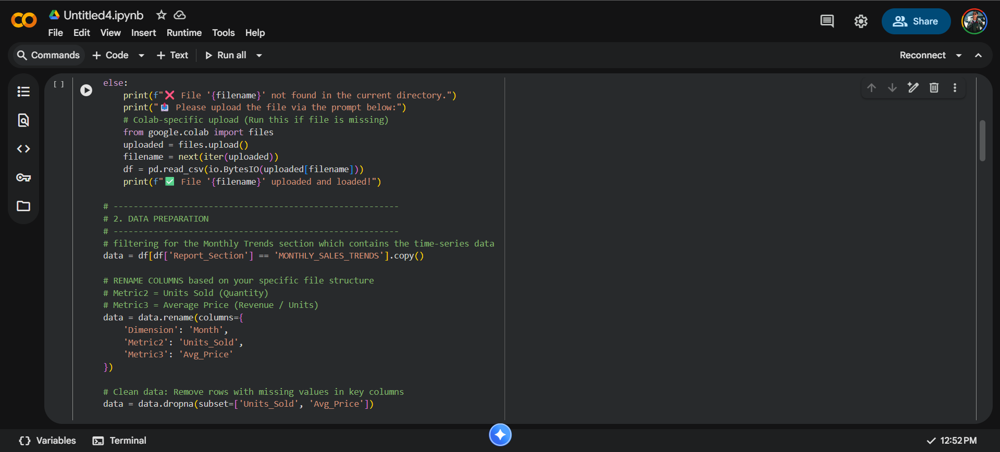 Untitled4.ipynb
File Edit View Insert Runtime Tools Help
Share
Commands + Code + Text Run all
Reconnect
[ ]
else:
    print(f"❌ File '{filename}' not found in the current directory.")
    print("📤 Please upload the file via the prompt below:")
    # Colab-specific upload (Run this if file is missing)
    from google.colab import files
    uploaded = files.upload()
    filename = next(iter(uploaded))
    df = pd.read_csv(io.BytesIO(uploaded[filename]))
    print(f"✅ File '{filename}' uploaded and loaded!")
# ---------------------------------------------------------
# 2. DATA PREPARATION
# ---------------------------------------------------------
# filtering for the Monthly Trends section which contains the time-series data
data = df[df['Report_Section'] == 'MONTHLY_SALES_TRENDS'].copy()
# RENAME COLUMNS based on your specific file structure
# Metric2 = Units Sold (Quantity)
# Metric3 = Average Price (Revenue / Units)
data = data.rename(columns={
    'Dimension': 'Month',
    'Metric2': 'Units_Sold',
    'Metric3': 'Avg_Price'
})
# Clean data: Remove rows with missing values in key columns
data = data.dropna(subset=['Units_Sold', 'Avg_Price'])
Variables Terminal
12:52 PM